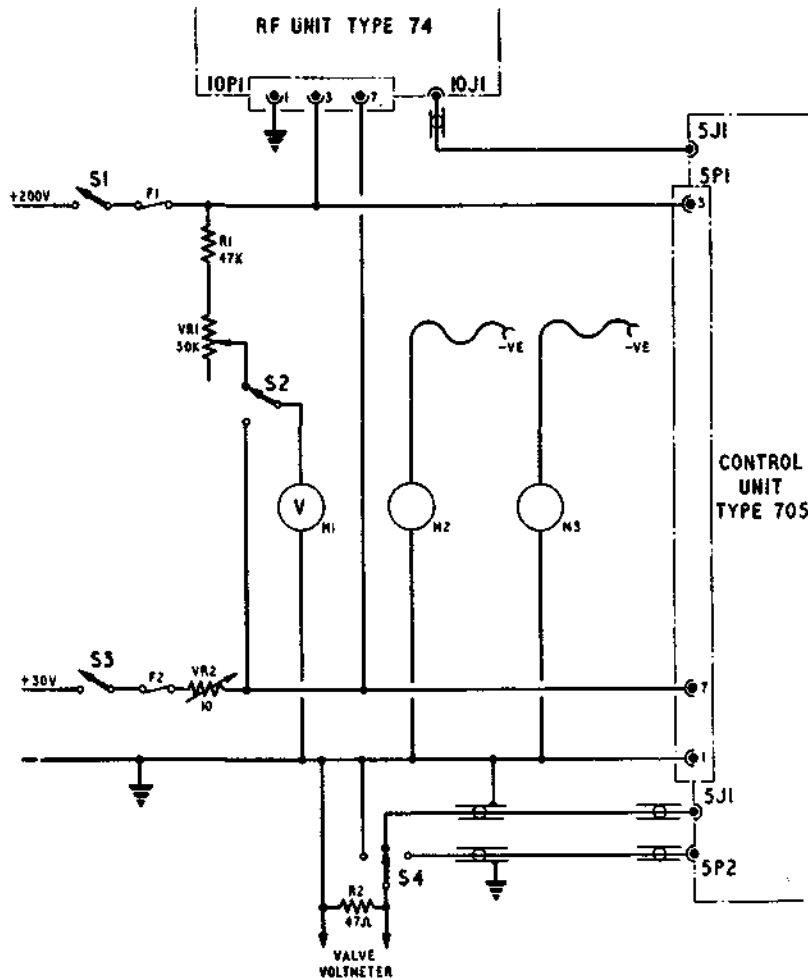 RF UNIT TYPE 74
10P1
1
3
7
10J1
5J1
5P1
+200V
S1
F1
3
R1
47K
VR1
50K
-VE
-VE
S2
CONTROL
UNIT
TYPE 705
V
M1
M2
M3
+30V
S3
F2
VR2
10
7
1
5J1
S4
5P2
R2
47Ω
VALVE
VOLTMETER